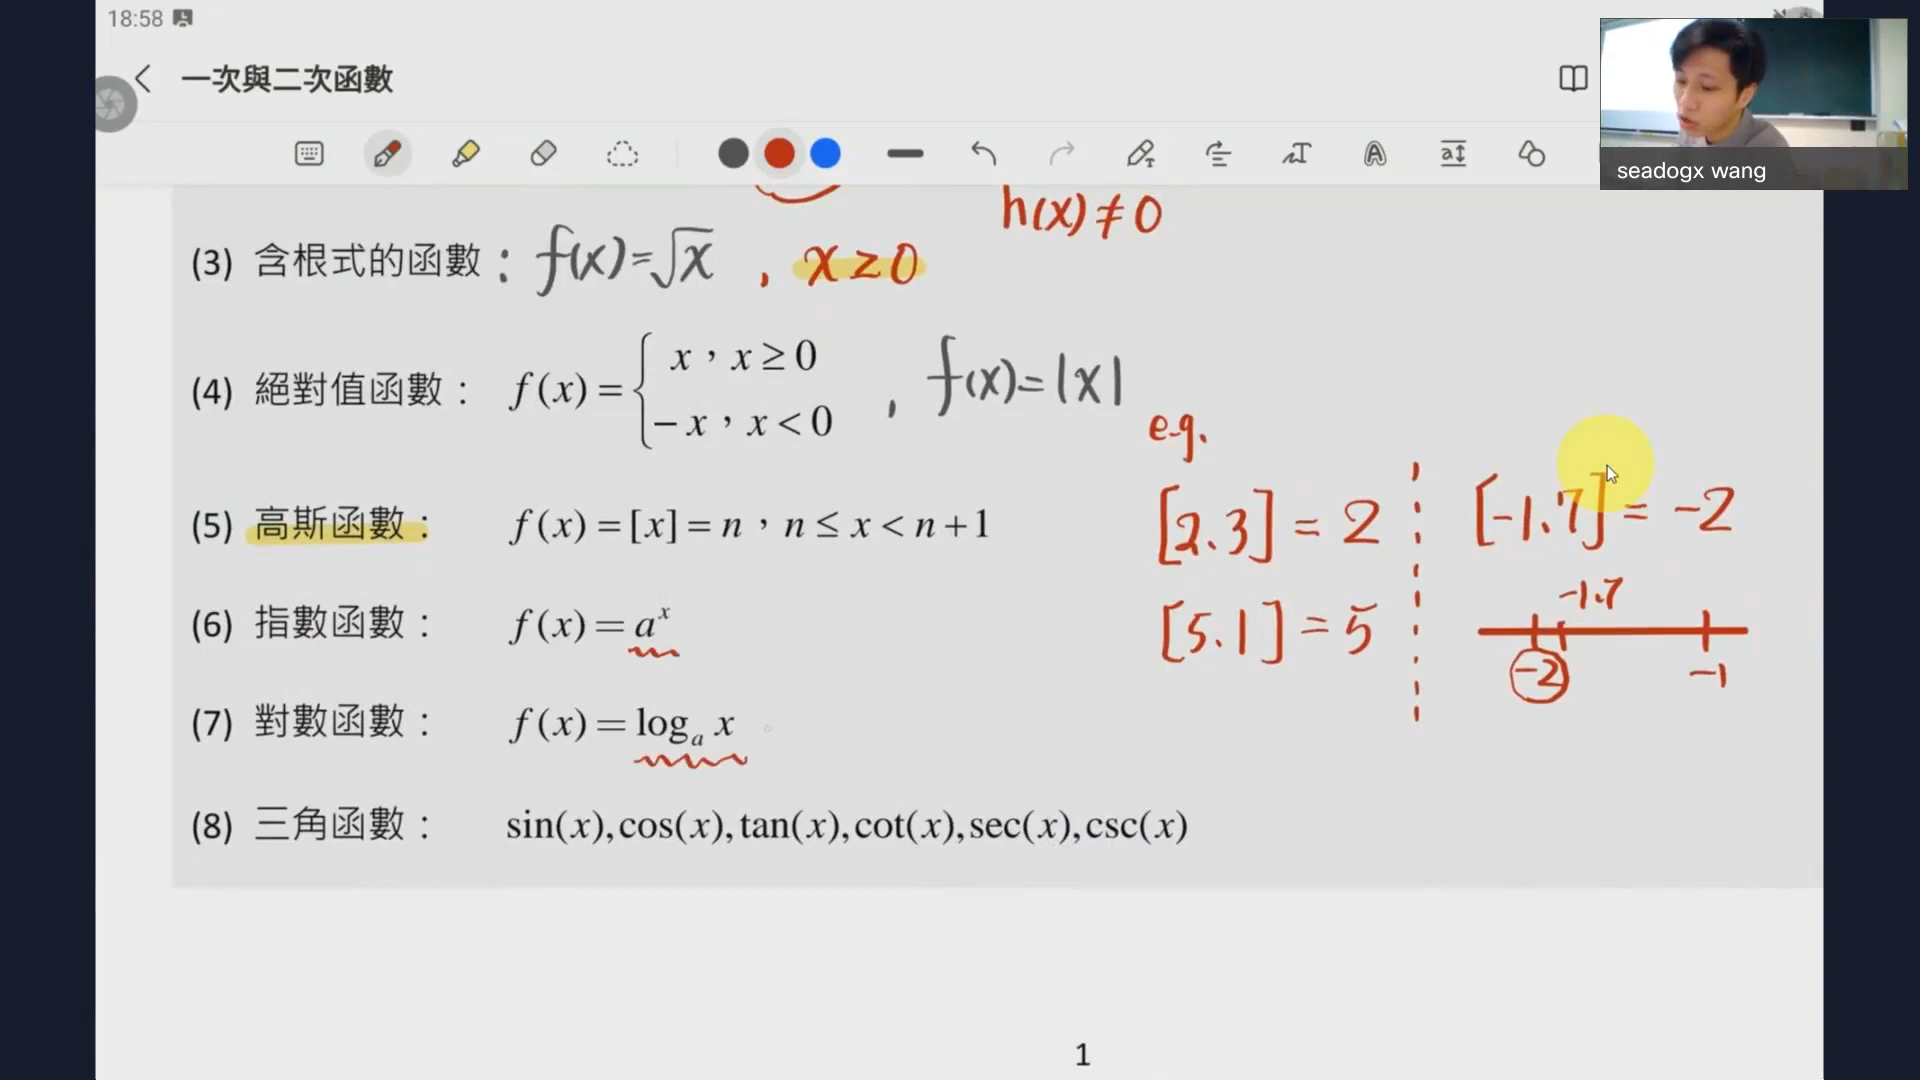 18:58
一次與二次函數
seadogx wang
h(x)≠0
(3) 含根式的函數：f(x)=√x , x≥0
(4) 絕對值函數： f(x)={ x，x≥0
−x，x<0 , f(x)=|x|
e.g.
(5) 高斯函數： f(x)=[x]=n，n≤x<n+1
[2.3]=2
[-1.7]=-2
(6) 指數函數： f(x)=aˣ
[5.1]=5
-1.7
-2 -1
(7) 對數函數： f(x)=logₐ x
(8) 三角函數： sin(x),cos(x),tan(x),cot(x),sec(x),csc(x)
1